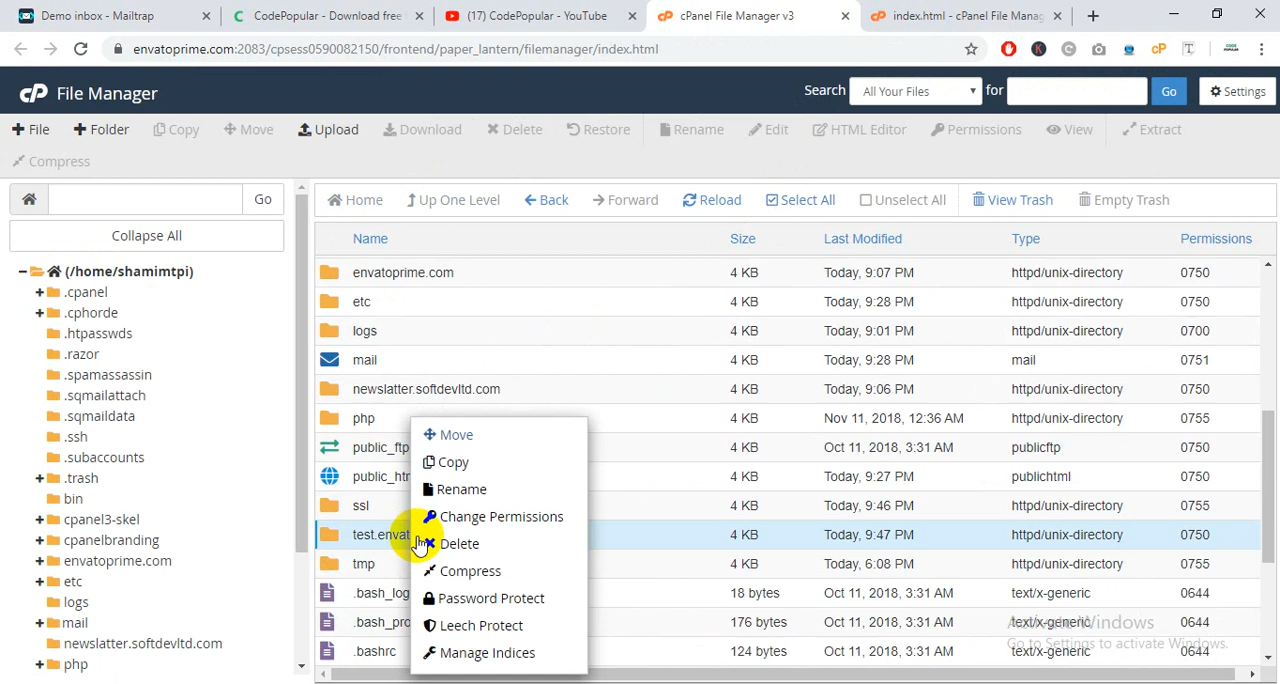 Demo inbox - Mailtrap
CodePopular - Download free
(17) CodePopular - YouTube
cPanel File Manager v3
index.html - cPanel File Manag
envatoprime.com:2083/cpsess0590082150/frontend/paper_lantern/filemanager/index.html
cP File Manager
Search All Your Files for Go Settings
File Folder Copy Move Upload Download Delete Restore Rename Edit HTML Editor Permissions View Extract
Compress
Go
Collapse All
(/home/shamimtpi)
.cpanel
.cphorde
.htpasswds
.razor
.spamassassin
.sqmailattach
.sqmaildata
.ssh
.subaccounts
.trash
bin
cpanel3-skel
cpanelbranding
envatoprime.com
etc
logs
mail
newslatter.softdevltd.com
php
Home Up One Level Back Forward Reload Select All Unselect All View Trash Empty Trash
Name Size Last Modified Type Permissions
envatoprime.com 4 KB Today, 9:07 PM httpd/unix-directory 0750
etc 4 KB Today, 9:28 PM httpd/unix-directory 0750
logs 4 KB Today, 9:01 PM httpd/unix-directory 0700
mail 4 KB Today, 9:28 PM mail 0751
newslatter.softdevltd.com 4 KB Today, 9:06 PM httpd/unix-directory 0750
php 4 KB Nov 11, 2018, 12:36 AM httpd/unix-directory 0755
public_ftp 4 KB Oct 11, 2018, 3:31 AM publicftp 0750
public_ht 4 KB Today, 9:27 PM publichtml 0750
ssl 4 KB Today, 9:46 PM httpd/unix-directory 0755
test.envat 4 KB Today, 9:47 PM httpd/unix-directory 0750
tmp 4 KB Today, 6:08 PM httpd/unix-directory 0755
.bash_log 18 bytes Oct 11, 2018, 3:31 AM text/x-generic 0644
.bash_pro 176 bytes Oct 11, 2018, 3:31 AM text/x-generic 0644
.bashrc 124 bytes Oct 11, 2018, 3:31 AM text/x-generic 0644
Move
Copy
Rename
Change Permissions
Delete
Compress
Password Protect
Leech Protect
Manage Indices
Activate Windows
Go to Settings to activate Windows.